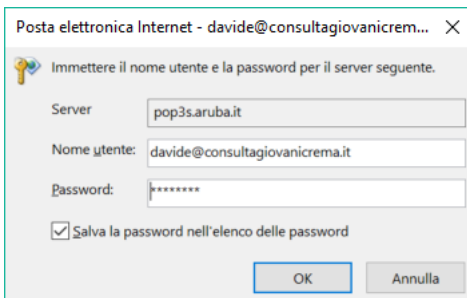 Posta elettronica Internet - davide@consultagiovanicrem... ×
Immettere il nome utente e la password per il server seguente.
Server pop3s.aruba.it
Nome utente: davide@consultagiovanicrema.it
Password: ********
Salva la password nell'elenco delle password
OK Annulla